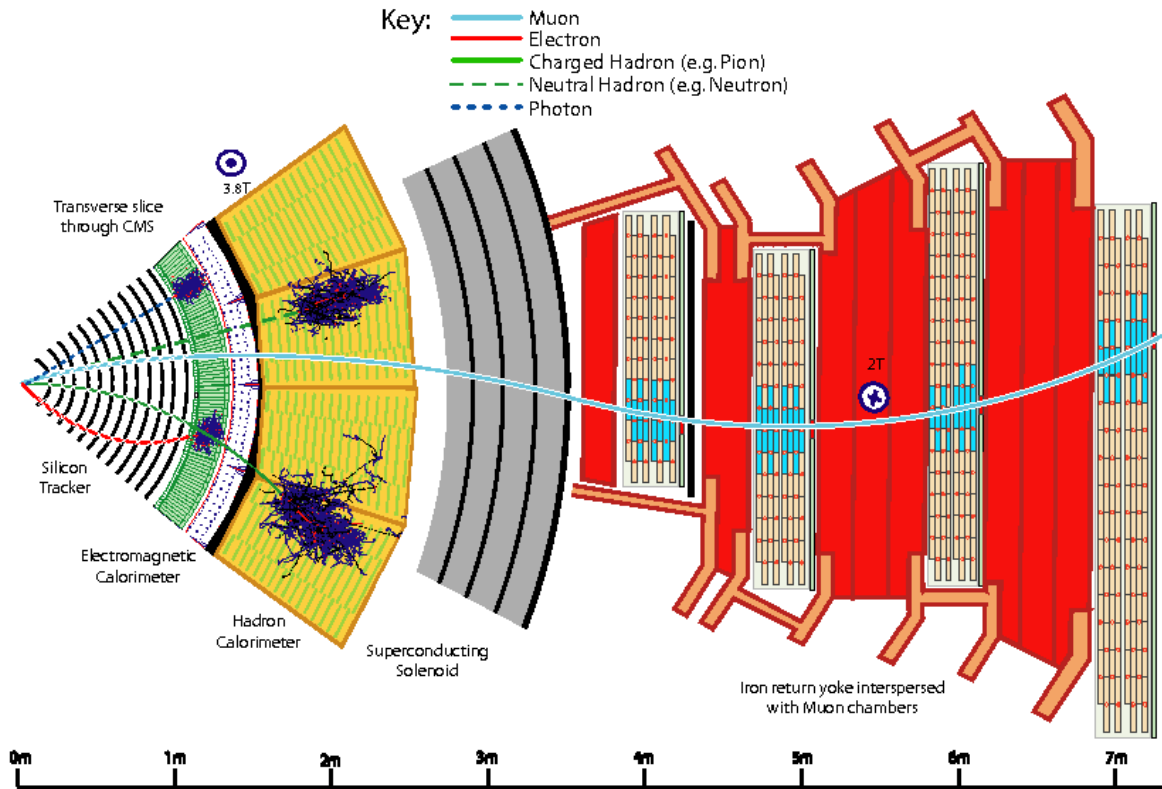 Key:
Muon
Electron
Charged Hadron (e.g. Pion)
Neutral Hadron (e.g. Neutron)
Photon
3.8T
Transverse slice
through CMS
2T
Silicon
Tracker
Electromagnetic
Calorimeter
Hadron
Calorimeter
Superconducting
Solenoid
Iron return yoke interspersed
with Muon chambers
0m 1m 2m 3m 4m 5m 6m 7m